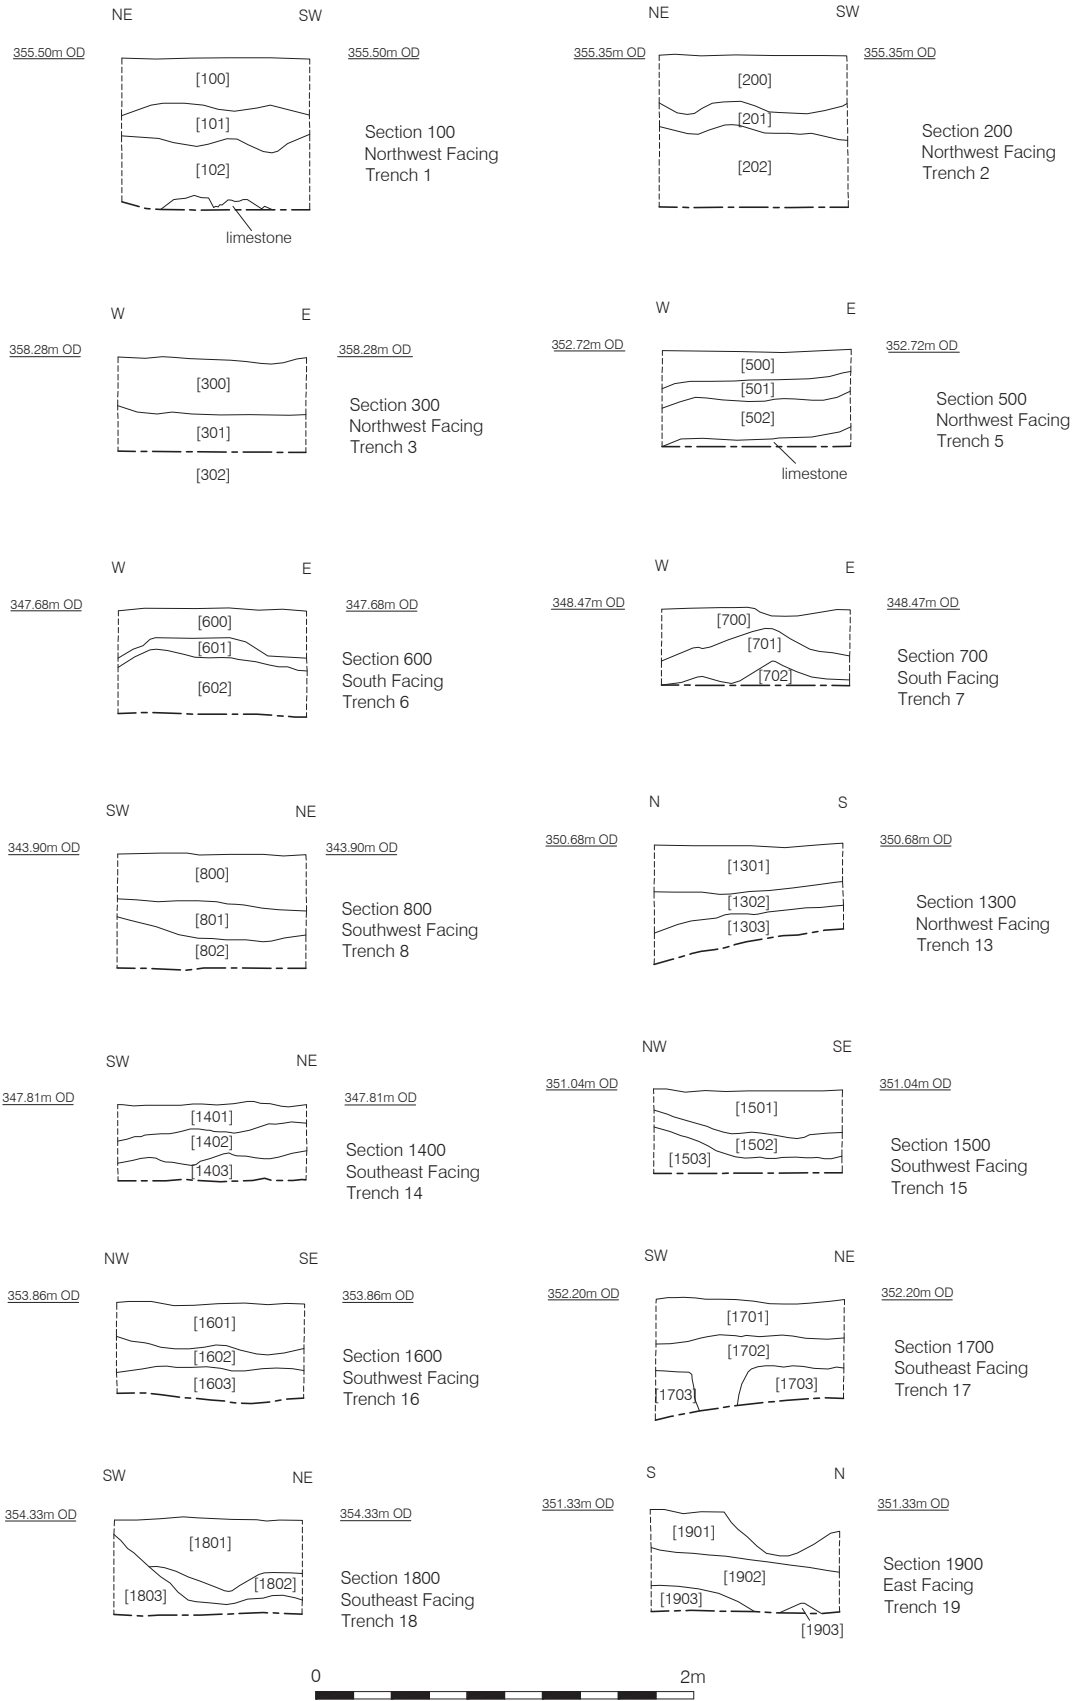 NE SW
355.50m OD 355.50m OD
[100]
[101]
[102]
limestone
Section 100
Northwest Facing
Trench 1
NE SW
355.35m OD 355.35m OD
[200]
[201]
[202]
Section 200
Northwest Facing
Trench 2
W E
358.28m OD 358.28m OD
[300]
[301]
[302]
Section 300
Northwest Facing
Trench 3
W E
352.72m OD 352.72m OD
[500]
[501]
[502]
limestone
Section 500
Northwest Facing
Trench 5
W E
347.68m OD 347.68m OD
[600]
[601]
[602]
Section 600
South Facing
Trench 6
W E
348.47m OD 348.47m OD
[700]
[701]
[702]
Section 700
South Facing
Trench 7
SW NE
343.90m OD 343.90m OD
[800]
[801]
[802]
Section 800
Southwest Facing
Trench 8
N S
350.68m OD 350.68m OD
[1301]
[1302]
[1303]
Section 1300
Northwest Facing
Trench 13
SW NE
347.81m OD 347.81m OD
[1401]
[1402]
[1403]
Section 1400
Southeast Facing
Trench 14
NW SE
351.04m OD 351.04m OD
[1501]
[1502]
[1503]
Section 1500
Southwest Facing
Trench 15
NW SE
353.86m OD 353.86m OD
[1601]
[1602]
[1603]
Section 1600
Southwest Facing
Trench 16
SW NE
352.20m OD 352.20m OD
[1701]
[1702]
[1703] [1703]
Section 1700
Southeast Facing
Trench 17
SW NE
354.33m OD 354.33m OD
[1801]
[1802]
[1803]
Section 1800
Southeast Facing
Trench 18
S N
351.33m OD 351.33m OD
[1901]
[1902]
[1903]
[1903]
Section 1900
East Facing
Trench 19
0 2m